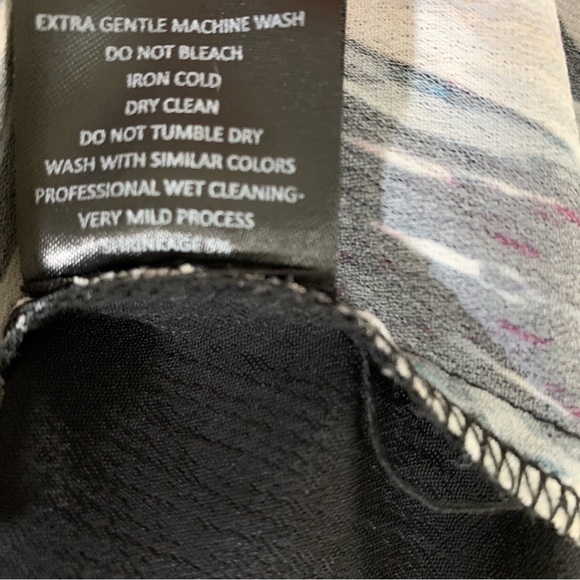 EXTRA GENTLE MACHINE WASH
DO NOT BLEACH
IRON COLD
DRY CLEAN
DO NOT TUMBLE DRY
WASH WITH SIMILAR COLORS
PROFESSIONAL WET CLEANING-
VERY MILD PROCESS
SHRINKAGE